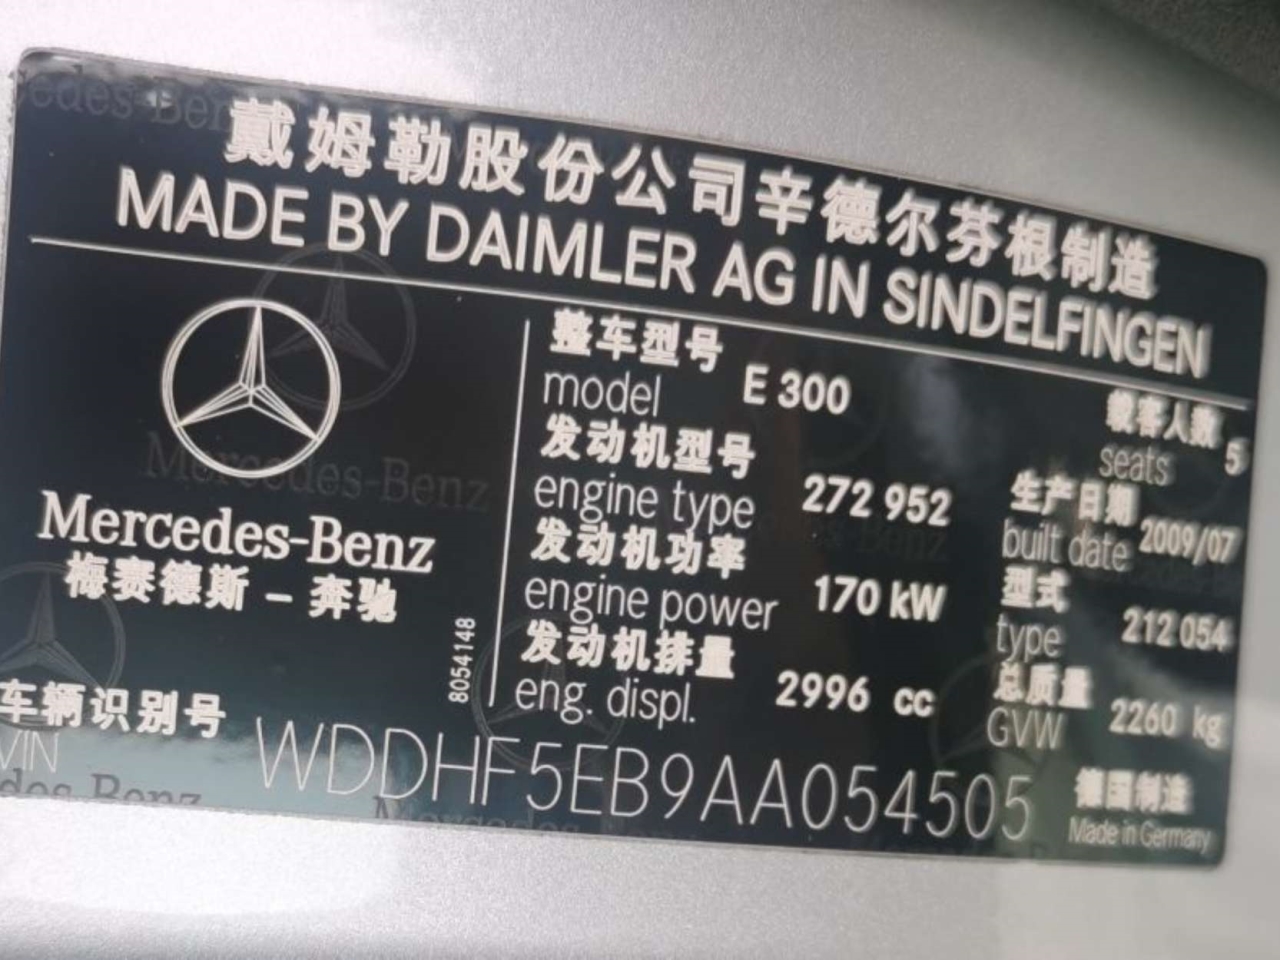 戴姆勒股份公司辛德尔芬根制造
MADE BY DAIMLER AG IN SINDELFINGEN
Mercedes-Benz
梅赛德斯－奔驰
8054148
整车型号
model E 300
发动机型号
engine type 272 952
发动机功率
engine power 170 kW
发动机排量
eng. displ. 2996 cc
载客人数
seats 5
生产日期
built date 2009/07
型式
type 212 054
总质量
GVW 2260 kg
车辆识别号
VIN WDDHF5EB9AA054505
德国制造
Made in Germany